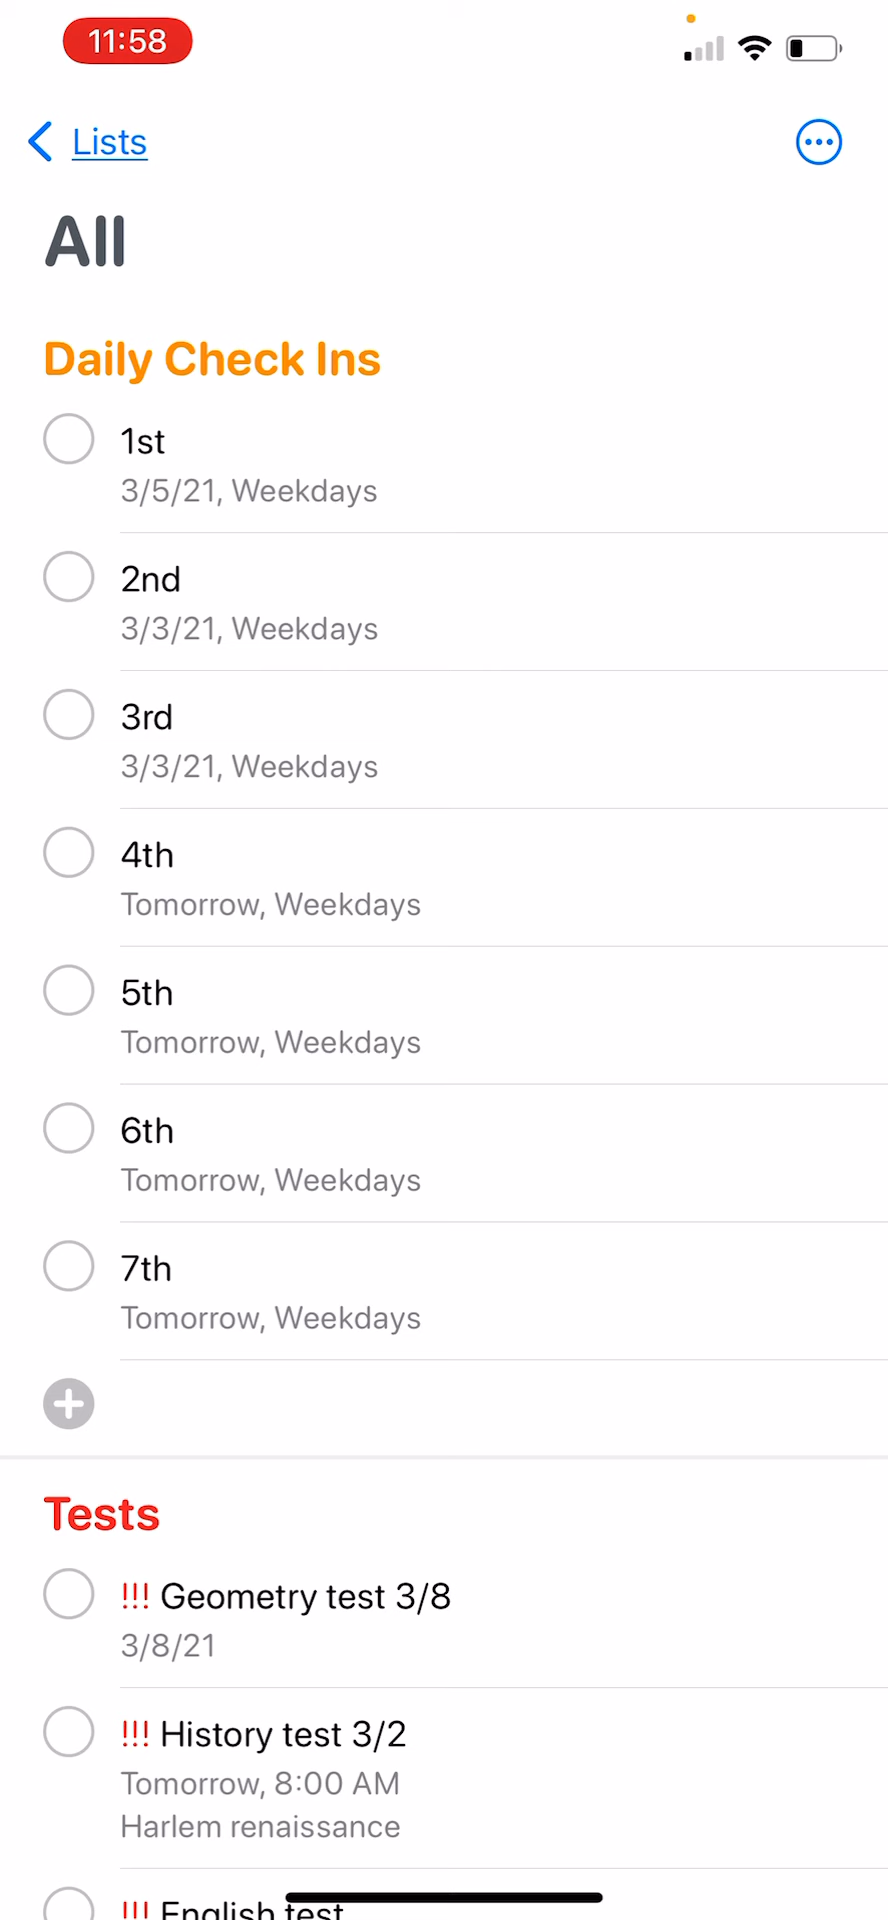 11:58
Lists
All
Daily Check Ins
1st
3/5/21, Weekdays
2nd
3/3/21, Weekdays
3rd
3/3/21, Weekdays
4th
Tomorrow, Weekdays
5th
Tomorrow, Weekdays
6th
Tomorrow, Weekdays
7th
Tomorrow, Weekdays
Tests
!!! Geometry test 3/8
3/8/21
!!! History test 3/2
Tomorrow, 8:00 AM
Harlem renaissance
!!! English test